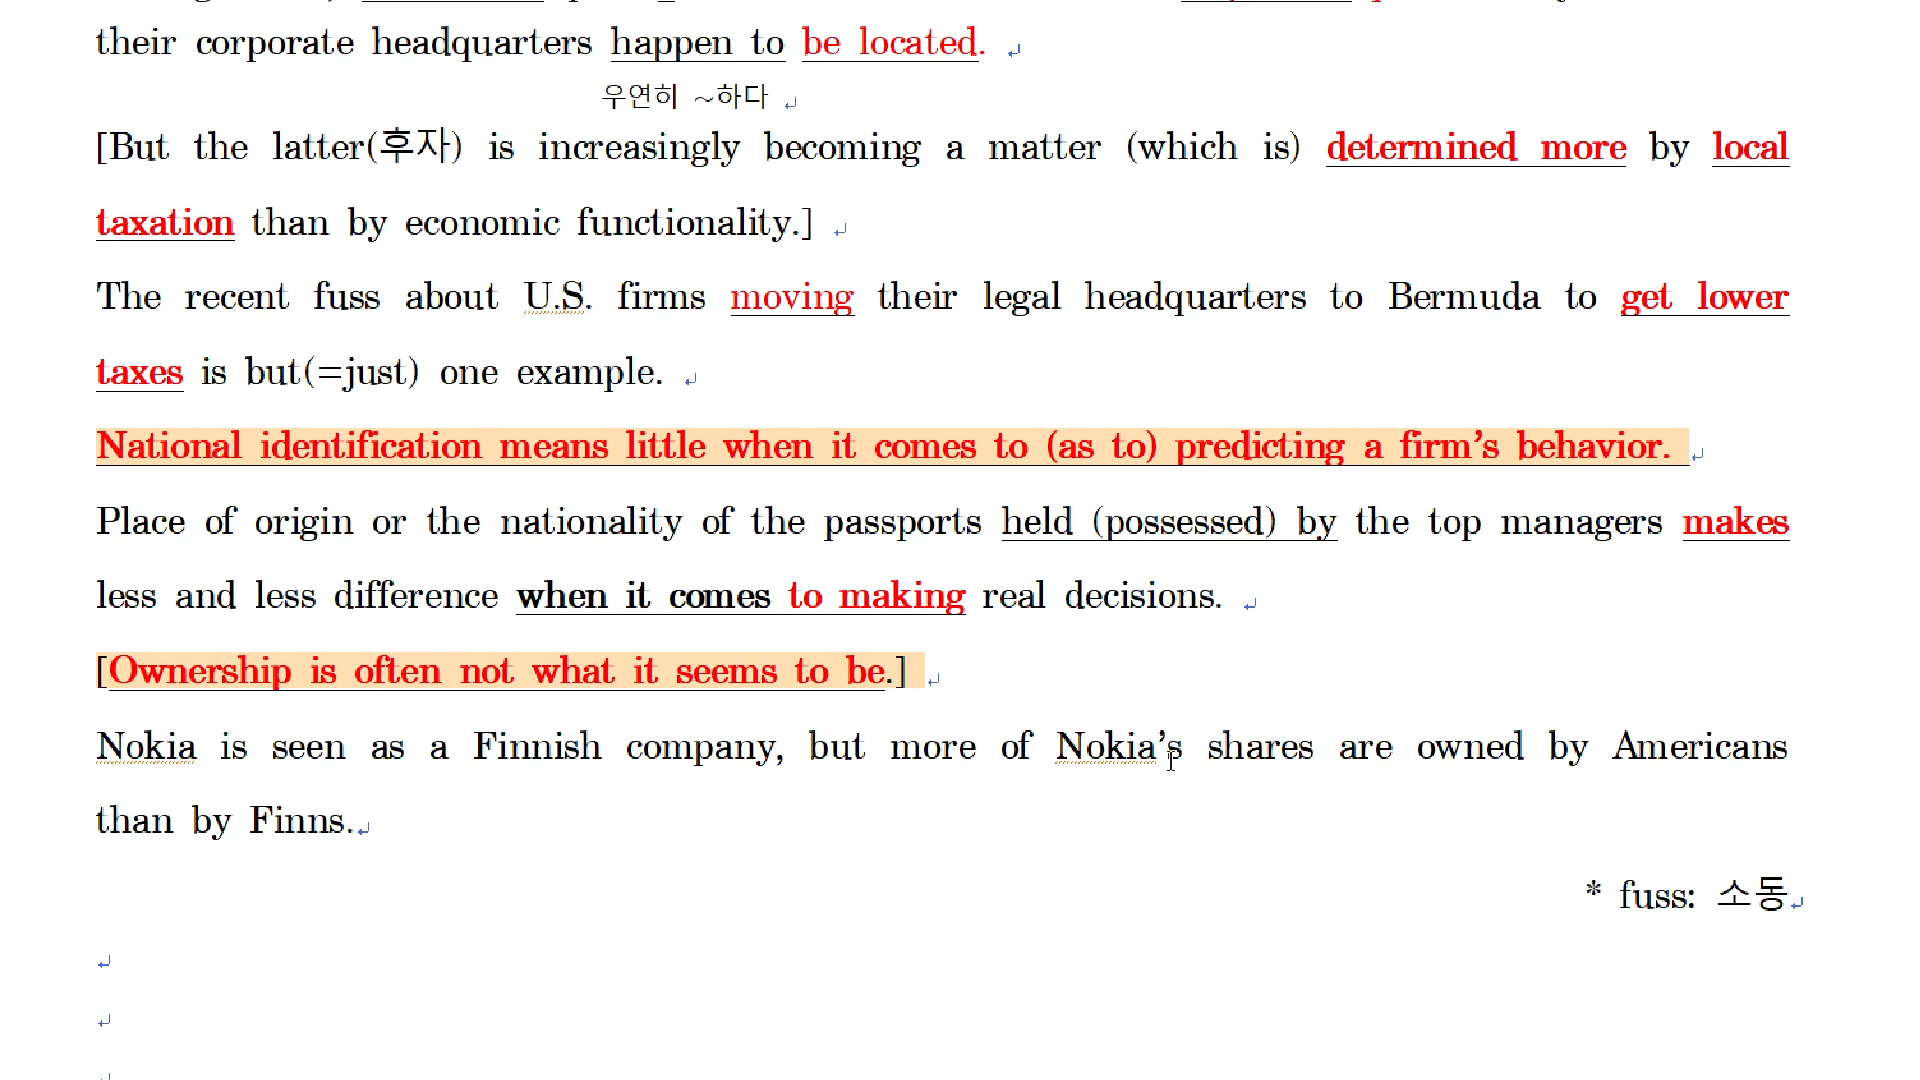 their corporate headquarters happen to be located.
우연히 ~하다
[But the latter(후자) is increasingly becoming a matter (which is) determined more by local
taxation than by economic functionality.]
The recent fuss about U.S. firms moving their legal headquarters to Bermuda to get lower
taxes is but(=just) one example.
National identification means little when it comes to (as to) predicting a firm’s behavior.
Place of origin or the nationality of the passports held (possessed) by the top managers makes
less and less difference when it comes to making real decisions.
[Ownership is often not what it seems to be.]
Nokia is seen as a Finnish company, but more of Nokia’s shares are owned by Americans
than by Finns.
* fuss: 소동